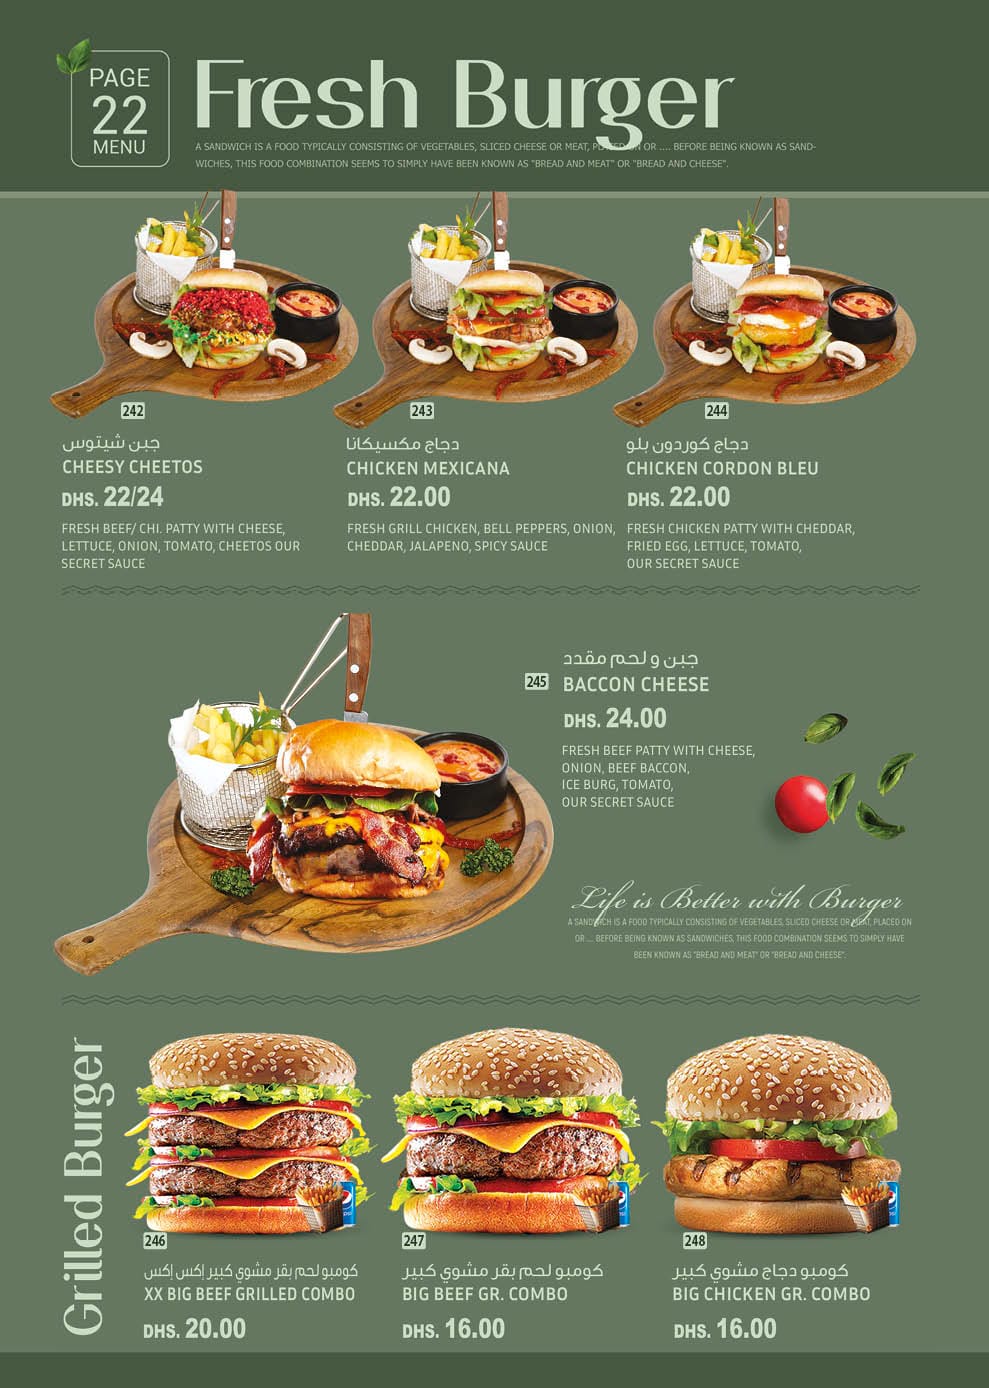 PAGE
22
MENU
Fresh Burger
A SANDWICH IS A FOOD TYPICALLY CONSISTING OF VEGETABLES, SLICED CHEESE OR MEAT, PLACED ON OR .... BEFORE BEING KNOWN AS SAND-
WICHES, THIS FOOD COMBINATION SEEMS TO SIMPLY HAVE BEEN KNOWN AS "BREAD AND MEAT" OR "BREAD AND CHEESE".
242
جبن شيتوس
CHEESY CHEETOS
DHS. 22/24
FRESH BEEF/ CHI. PATTY WITH CHEESE,
LETTUCE, ONION, TOMATO, CHEETOS OUR
SECRET SAUCE
243
دجاج مكسيكانا
CHICKEN MEXICANA
DHS. 22.00
FRESH GRILL CHICKEN, BELL PEPPERS, ONION,
CHEDDAR, JALAPENO, SPICY SAUCE
244
دجاج كوردون بلو
CHICKEN CORDON BLEU
DHS. 22.00
FRESH CHICKEN PATTY WITH CHEDDAR,
FRIED EGG, LETTUCE, TOMATO,
OUR SECRET SAUCE
جبن و لحم مقدد
245
BACCON CHEESE
DHS. 24.00
FRESH BEEF PATTY WITH CHEESE,
ONION, BEEF BACCON,
ICE BURG, TOMATO,
OUR SECRET SAUCE
Life is Better with Burger
A SANDWICH IS A FOOD TYPICALLY CONSISTING OF VEGETABLES, SLICED CHEESE OR MEAT, PLACED ON
OR .... BEFORE BEING KNOWN AS SANDWICHES, THIS FOOD COMBINATION SEEMS TO SIMPLY HAVE
BEEN KNOWN AS "BREAD AND MEAT" OR "BREAD AND CHEESE".
Grilled Burger
246
كومبو لحم بقر مشوي كبير إكس إكس
XX BIG BEEF GRILLED COMBO
DHS. 20.00
247
كومبو لحم بقر مشوي كبير
BIG BEEF GR. COMBO
DHS. 16.00
248
كومبو دجاج مشوي كبير
BIG CHICKEN GR. COMBO
DHS. 16.00